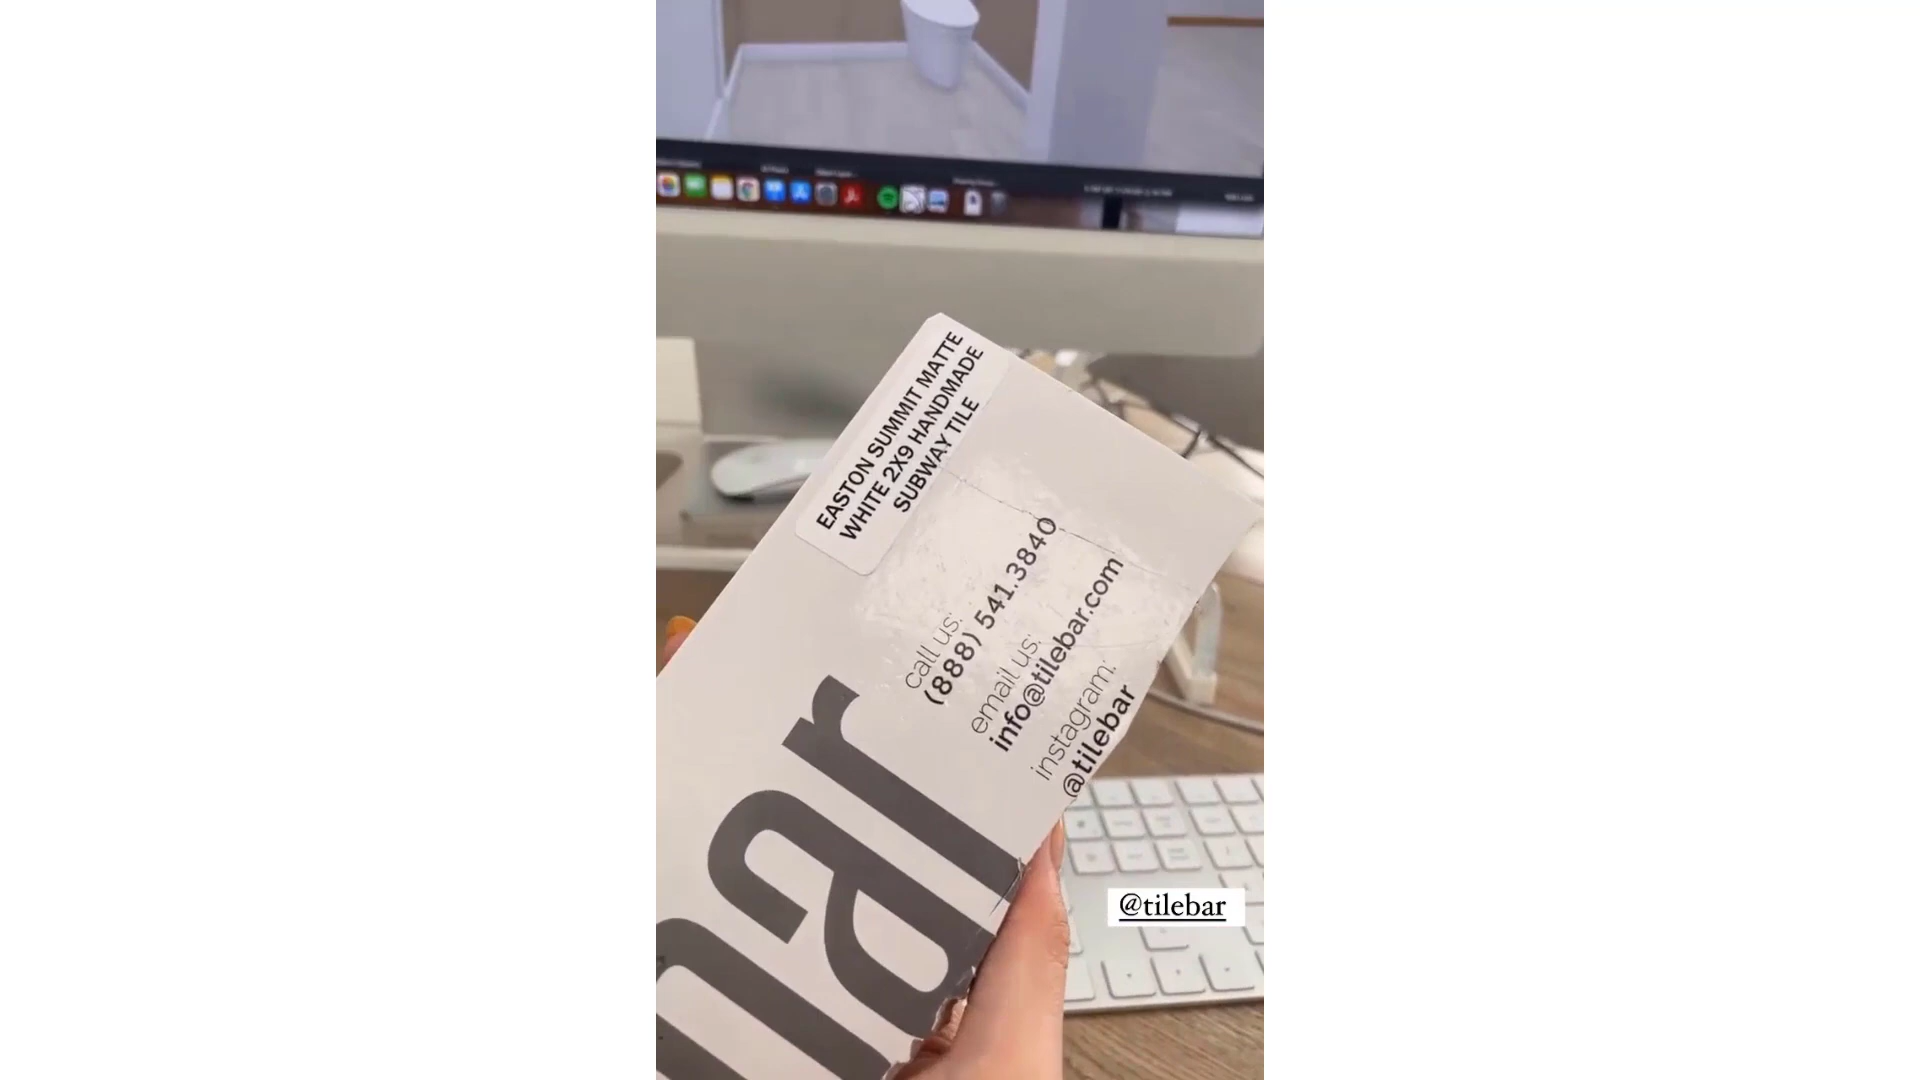 EASTON SUMMIT MATTE
WHITE 2X9 HANDMADE
SUBWAY TILE
call us:
(888) 541.3840
email us:
info@tilebar.com
instagram:
@tilebar
bar
@tilebar